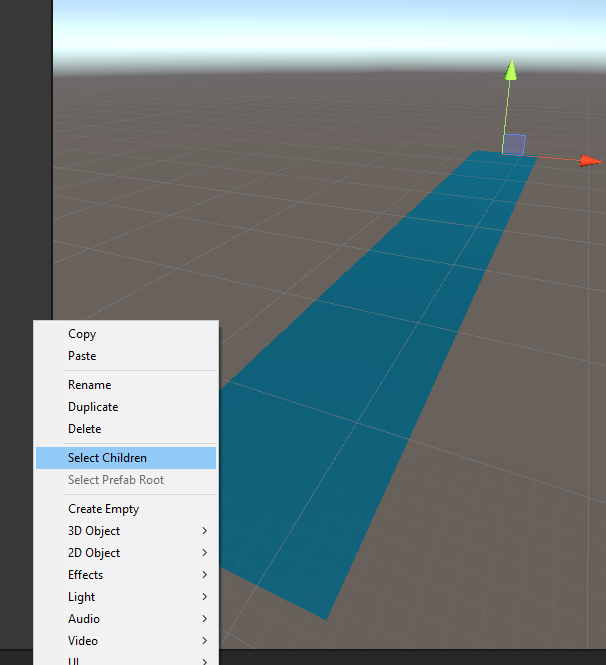 Copy
Paste
Rename
Duplicate
Delete
Select Children
Select Prefab Root
Create Empty
3D Object
2D Object
Effects
Light
Audio
Video
UI